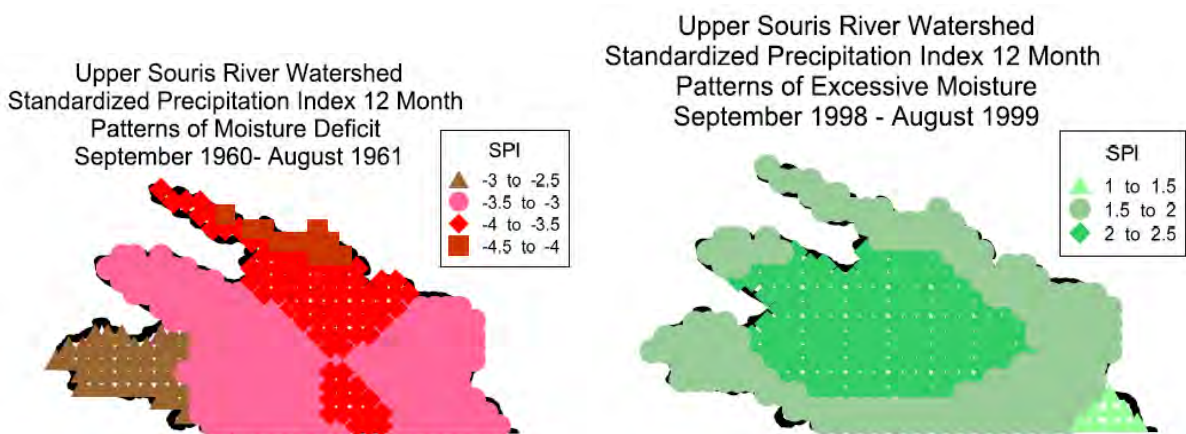 Upper Souris River Watershed
Standardized Precipitation Index 12 Month
Patterns of Moisture Deficit
September 1960- August 1961
SPI
-3 to -2.5
-3.5 to -3
-4 to -3.5
-4.5 to -4
Upper Souris River Watershed
Standardized Precipitation Index 12 Month
Patterns of Excessive Moisture
September 1998 - August 1999
SPI
1 to 1.5
1.5 to 2
2 to 2.5